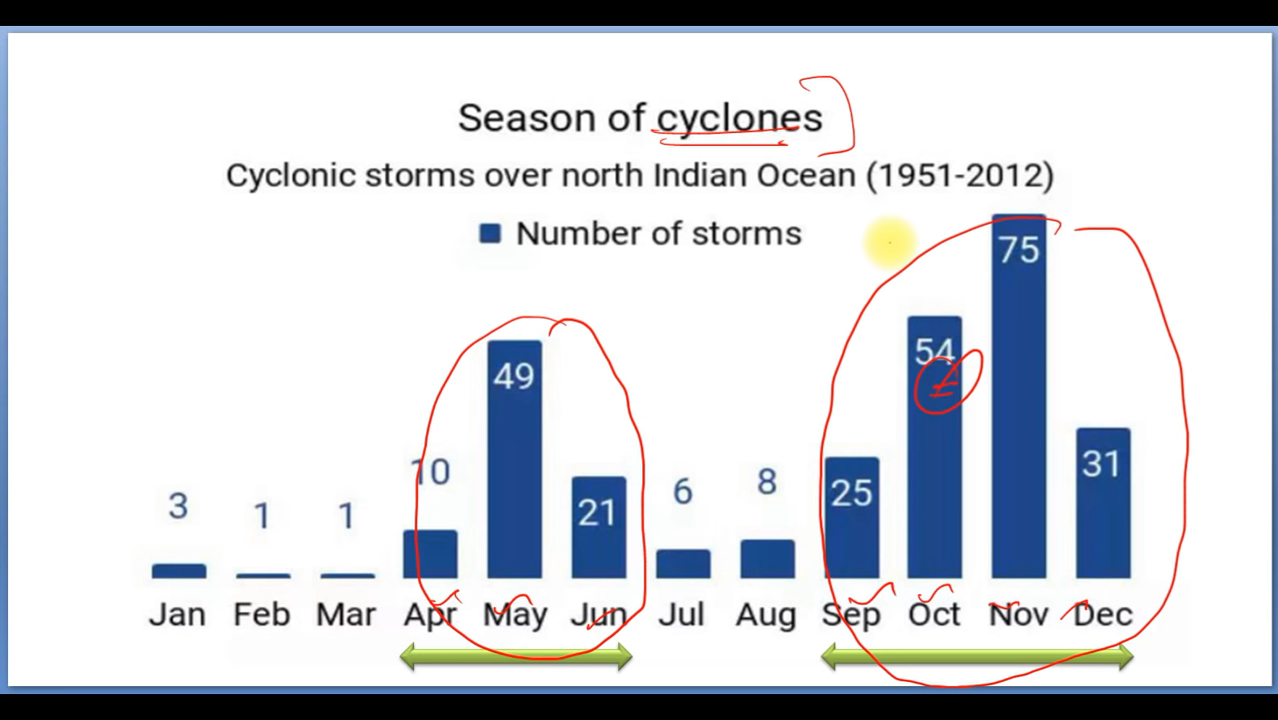 Season of cyclones
Cyclonic storms over north Indian Ocean (1951-2012)
Number of storms
3 1 1 10 49 21 6 8 25 54 75 31
Jan Feb Mar Apr May Jun Jul Aug Sep Oct Nov Dec